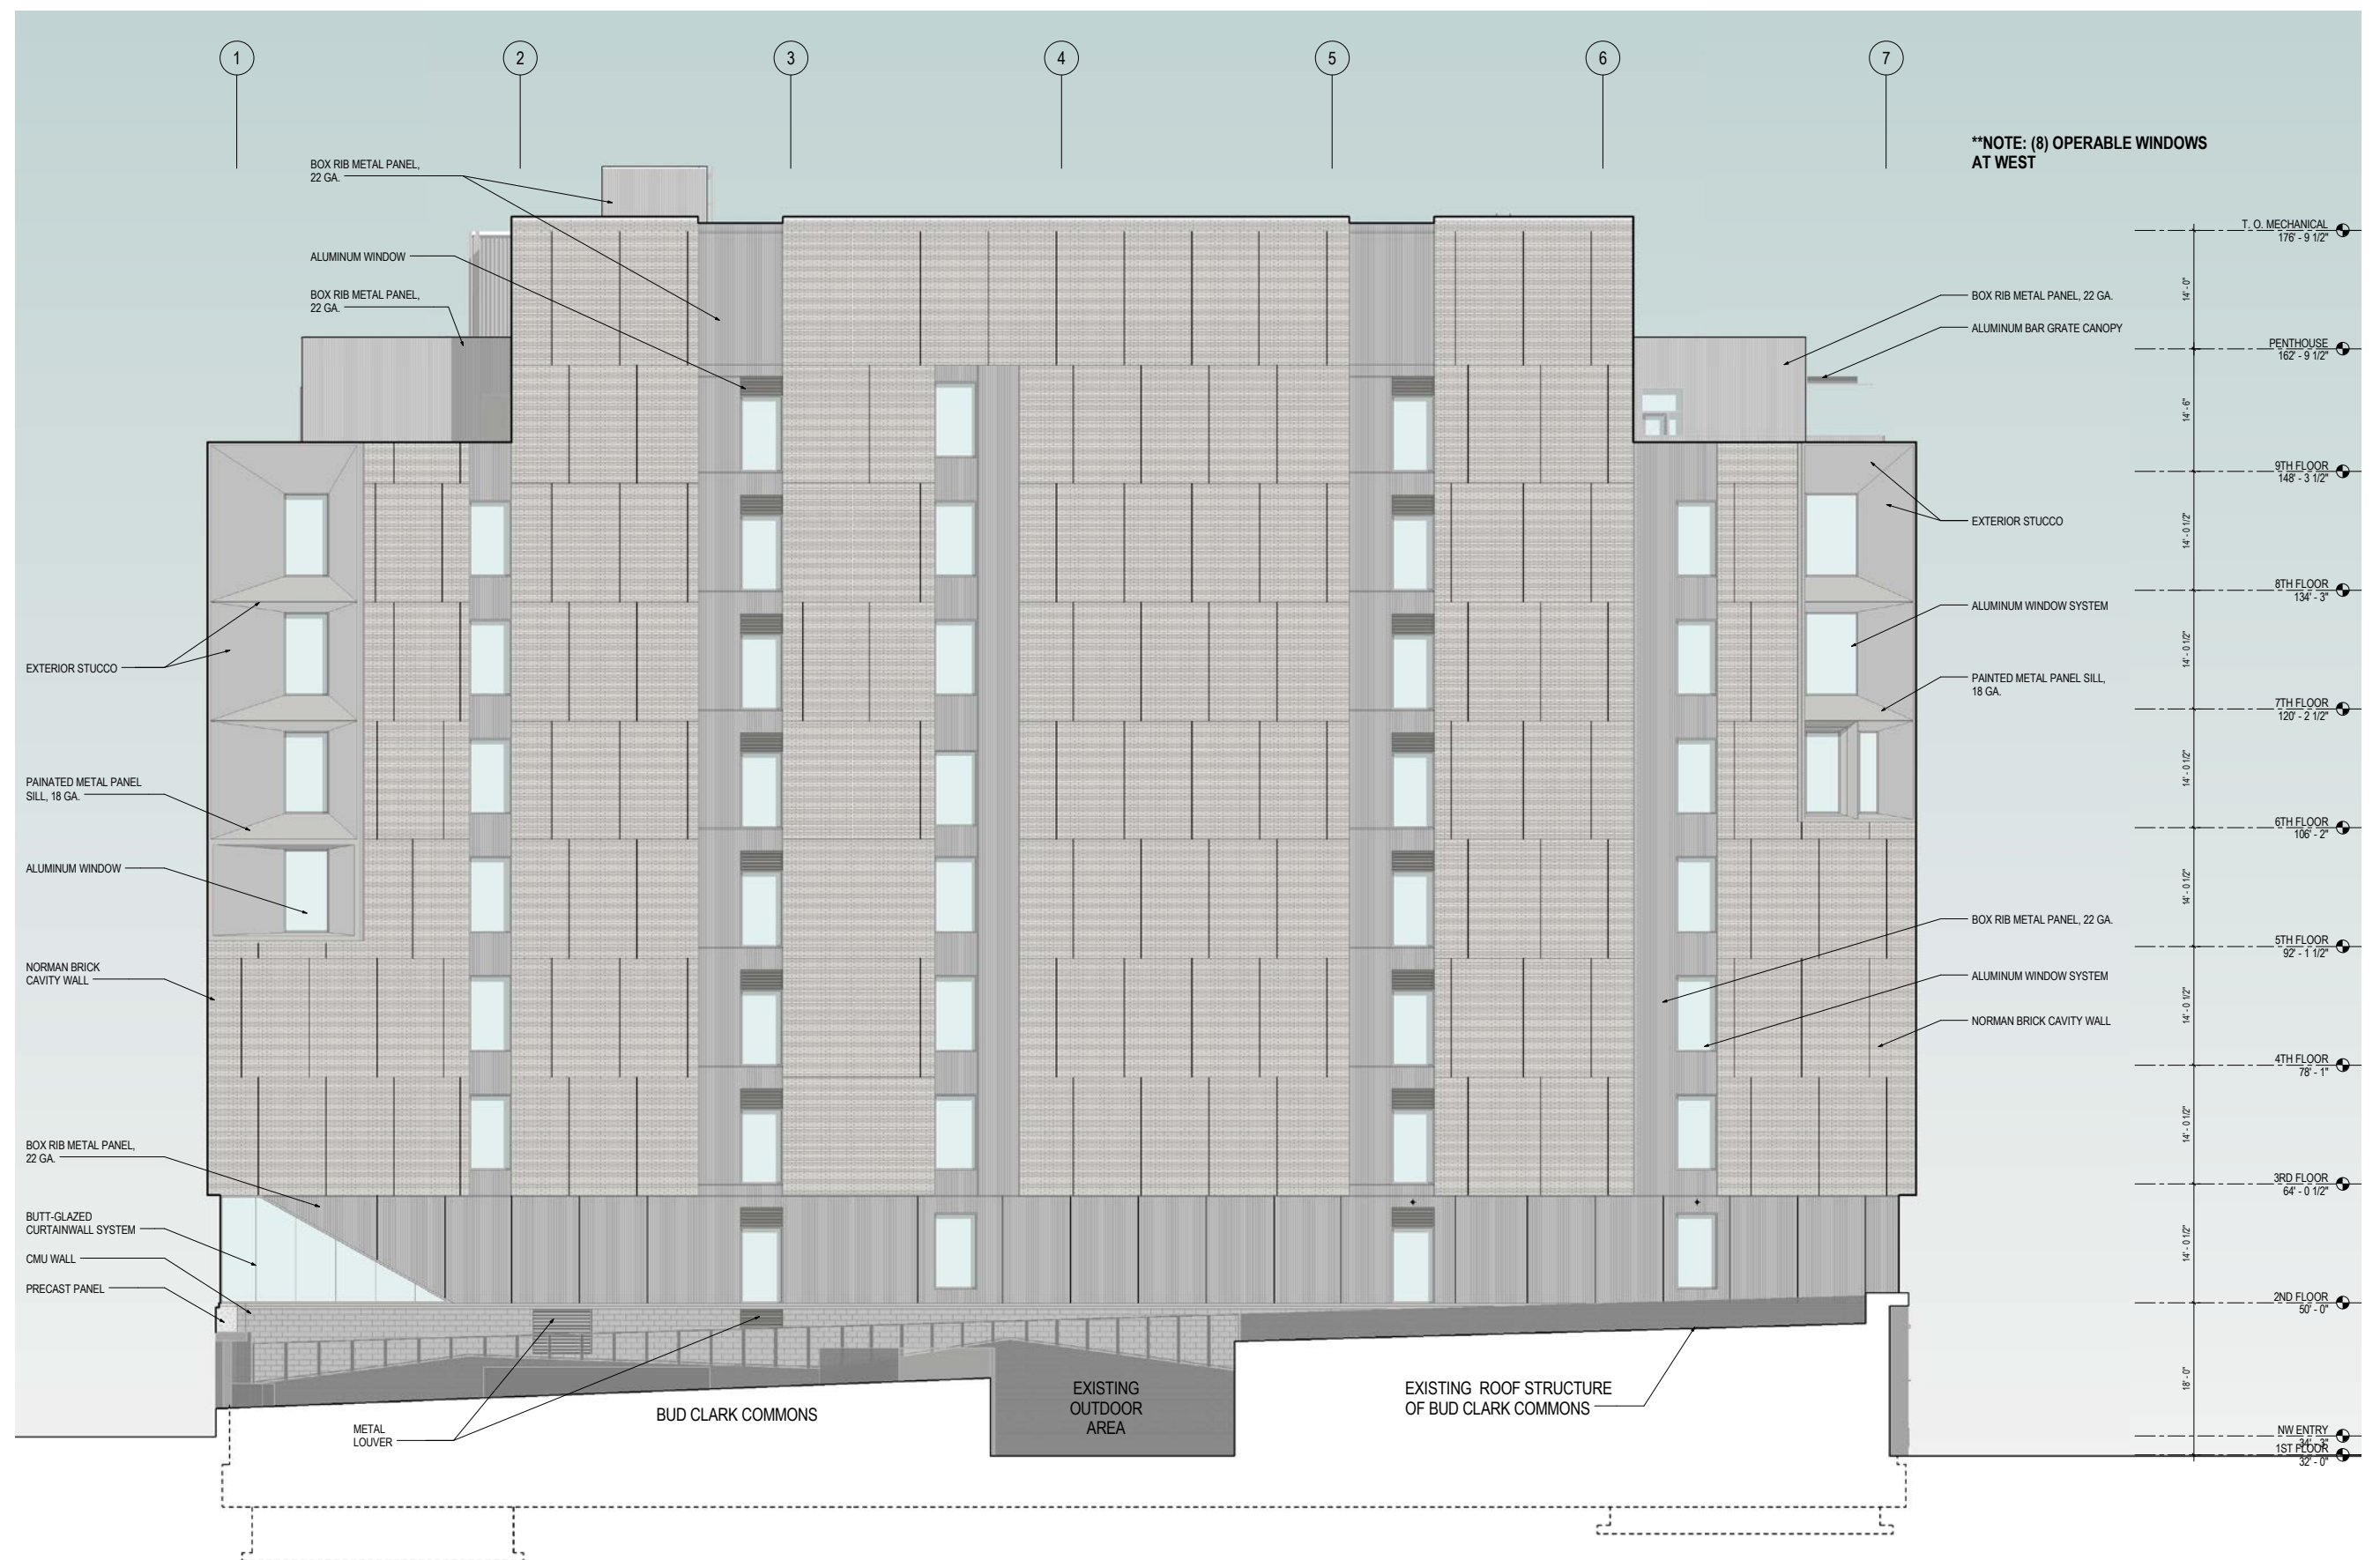 1
2
3
4
5
6
7
**NOTE: (8) OPERABLE WINDOWS
AT WEST
BOX RIB METAL PANEL,
22 GA.
ALUMINUM WINDOW
BOX RIB METAL PANEL,
22 GA.
EXTERIOR STUCCO
PAINATED METAL PANEL
SILL, 18 GA.
ALUMINUM WINDOW
NORMAN BRICK
CAVITY WALL
BOX RIB METAL PANEL,
22 GA.
BUTT-GLAZED
CURTAINWALL SYSTEM
CMU WALL
PRECAST PANEL
METAL
LOUVER
BUD CLARK COMMONS
EXISTING
OUTDOOR
AREA
EXISTING ROOF STRUCTURE
OF BUD CLARK COMMONS
BOX RIB METAL PANEL, 22 GA.
ALUMINUM BAR GRATE CANOPY
EXTERIOR STUCCO
ALUMINUM WINDOW SYSTEM
PAINTED METAL PANEL SILL,
18 GA.
BOX RIB METAL PANEL, 22 GA.
ALUMINUM WINDOW SYSTEM
NORMAN BRICK CAVITY WALL
T. O. MECHANICAL
176' - 9 1/2"
14' - 0"
PENTHOUSE
162' - 9 1/2"
14' - 6"
9TH FLOOR
148' - 3 1/2"
14' - 0 1/2"
8TH FLOOR
134' - 3"
14' - 0 1/2"
7TH FLOOR
120' - 2 1/2"
14' - 0 1/2"
6TH FLOOR
106' - 2"
14' - 0 1/2"
5TH FLOOR
92' - 1 1/2"
14' - 0 1/2"
4TH FLOOR
78' - 1"
14' - 0 1/2"
3RD FLOOR
64' - 0 1/2"
14' - 0 1/2"
2ND FLOOR
50' - 0"
18' - 0"
NW ENTRY
1ST FLOOR
32' - 0"